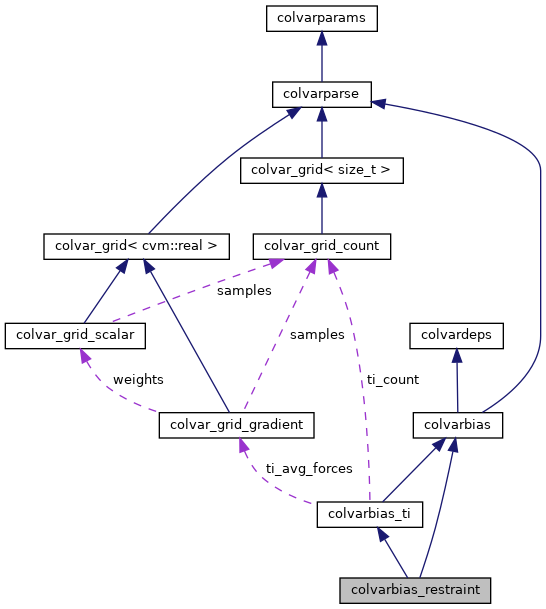 colvarparams
colvarparse
colvar_grid< size_t >
colvar_grid< cvm::real >
colvar_grid_count
samples
colvar_grid_scalar
samples
colvardeps
weights
ti_count
colvar_grid_gradient
colvarbias
ti_avg_forces
colvarbias_ti
colvarbias_restraint